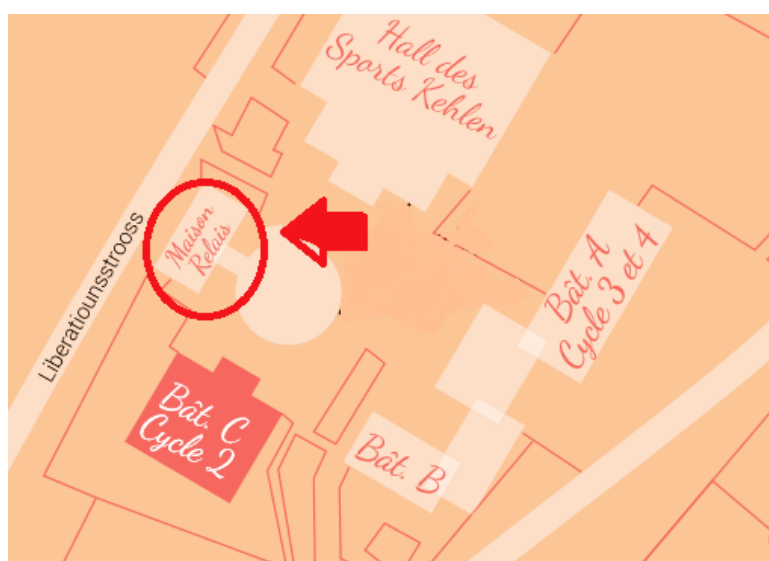 Hall des
Sports Kehlen
Maison
Relais
Liberatiounsstrooss
Bât. A
Cycle 3 et 4
Bât. C
Cycle 2
Bât. B